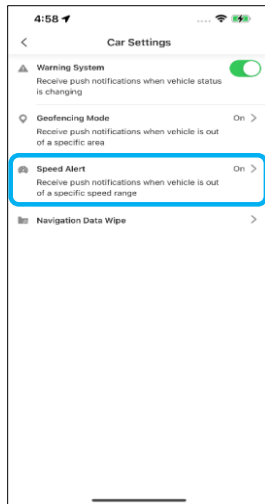 4:58
Car Settings
Warning System
Receive push notifications when vehicle status
is changing
Geofencing Mode
On
Receive push notifications when vehicle is out
of a specific area
Speed Alert
On
Receive push notifications when vehicle is out
of a specific speed range
Navigation Data Wipe